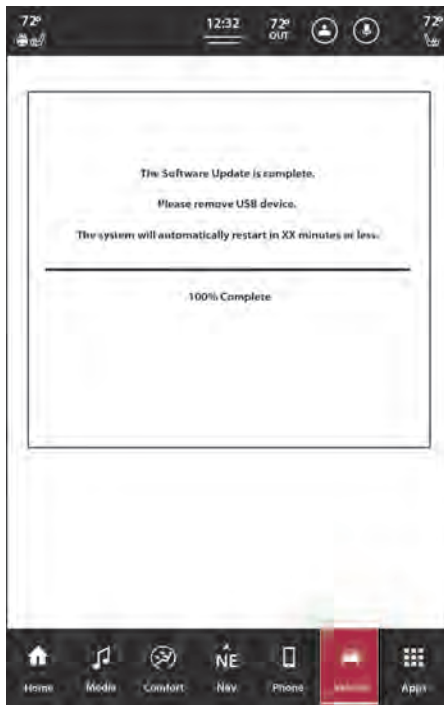 72°
12:32
72°
OUT
72°
The Software Update is complete.
Please remove USB device.
The system will automatically restart in XX minutes or less.
100% Complete
NE
Home
Media
Comfort
Nav
Phone
Vehicle
Apps